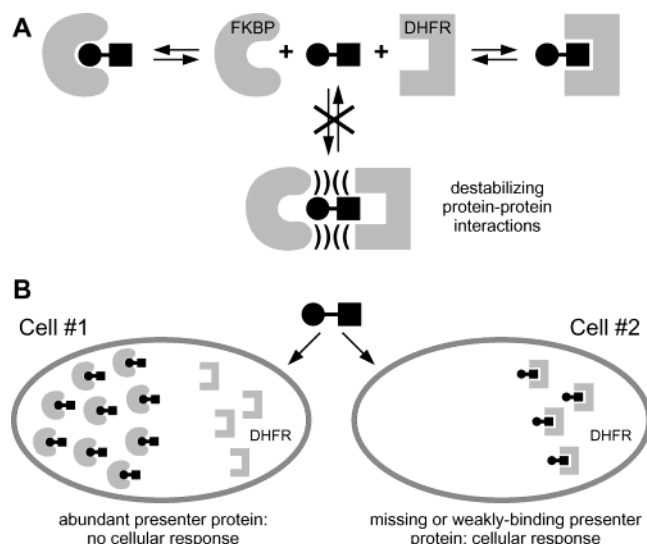 A
FKBP
+
+
DHFR
))((
))((
destabilizing
protein-protein
interactions
B
Cell #1
Cell #2
DHFR
DHFR
abundant presenter protein:
no cellular response
missing or weakly-binding presenter
protein: cellular response